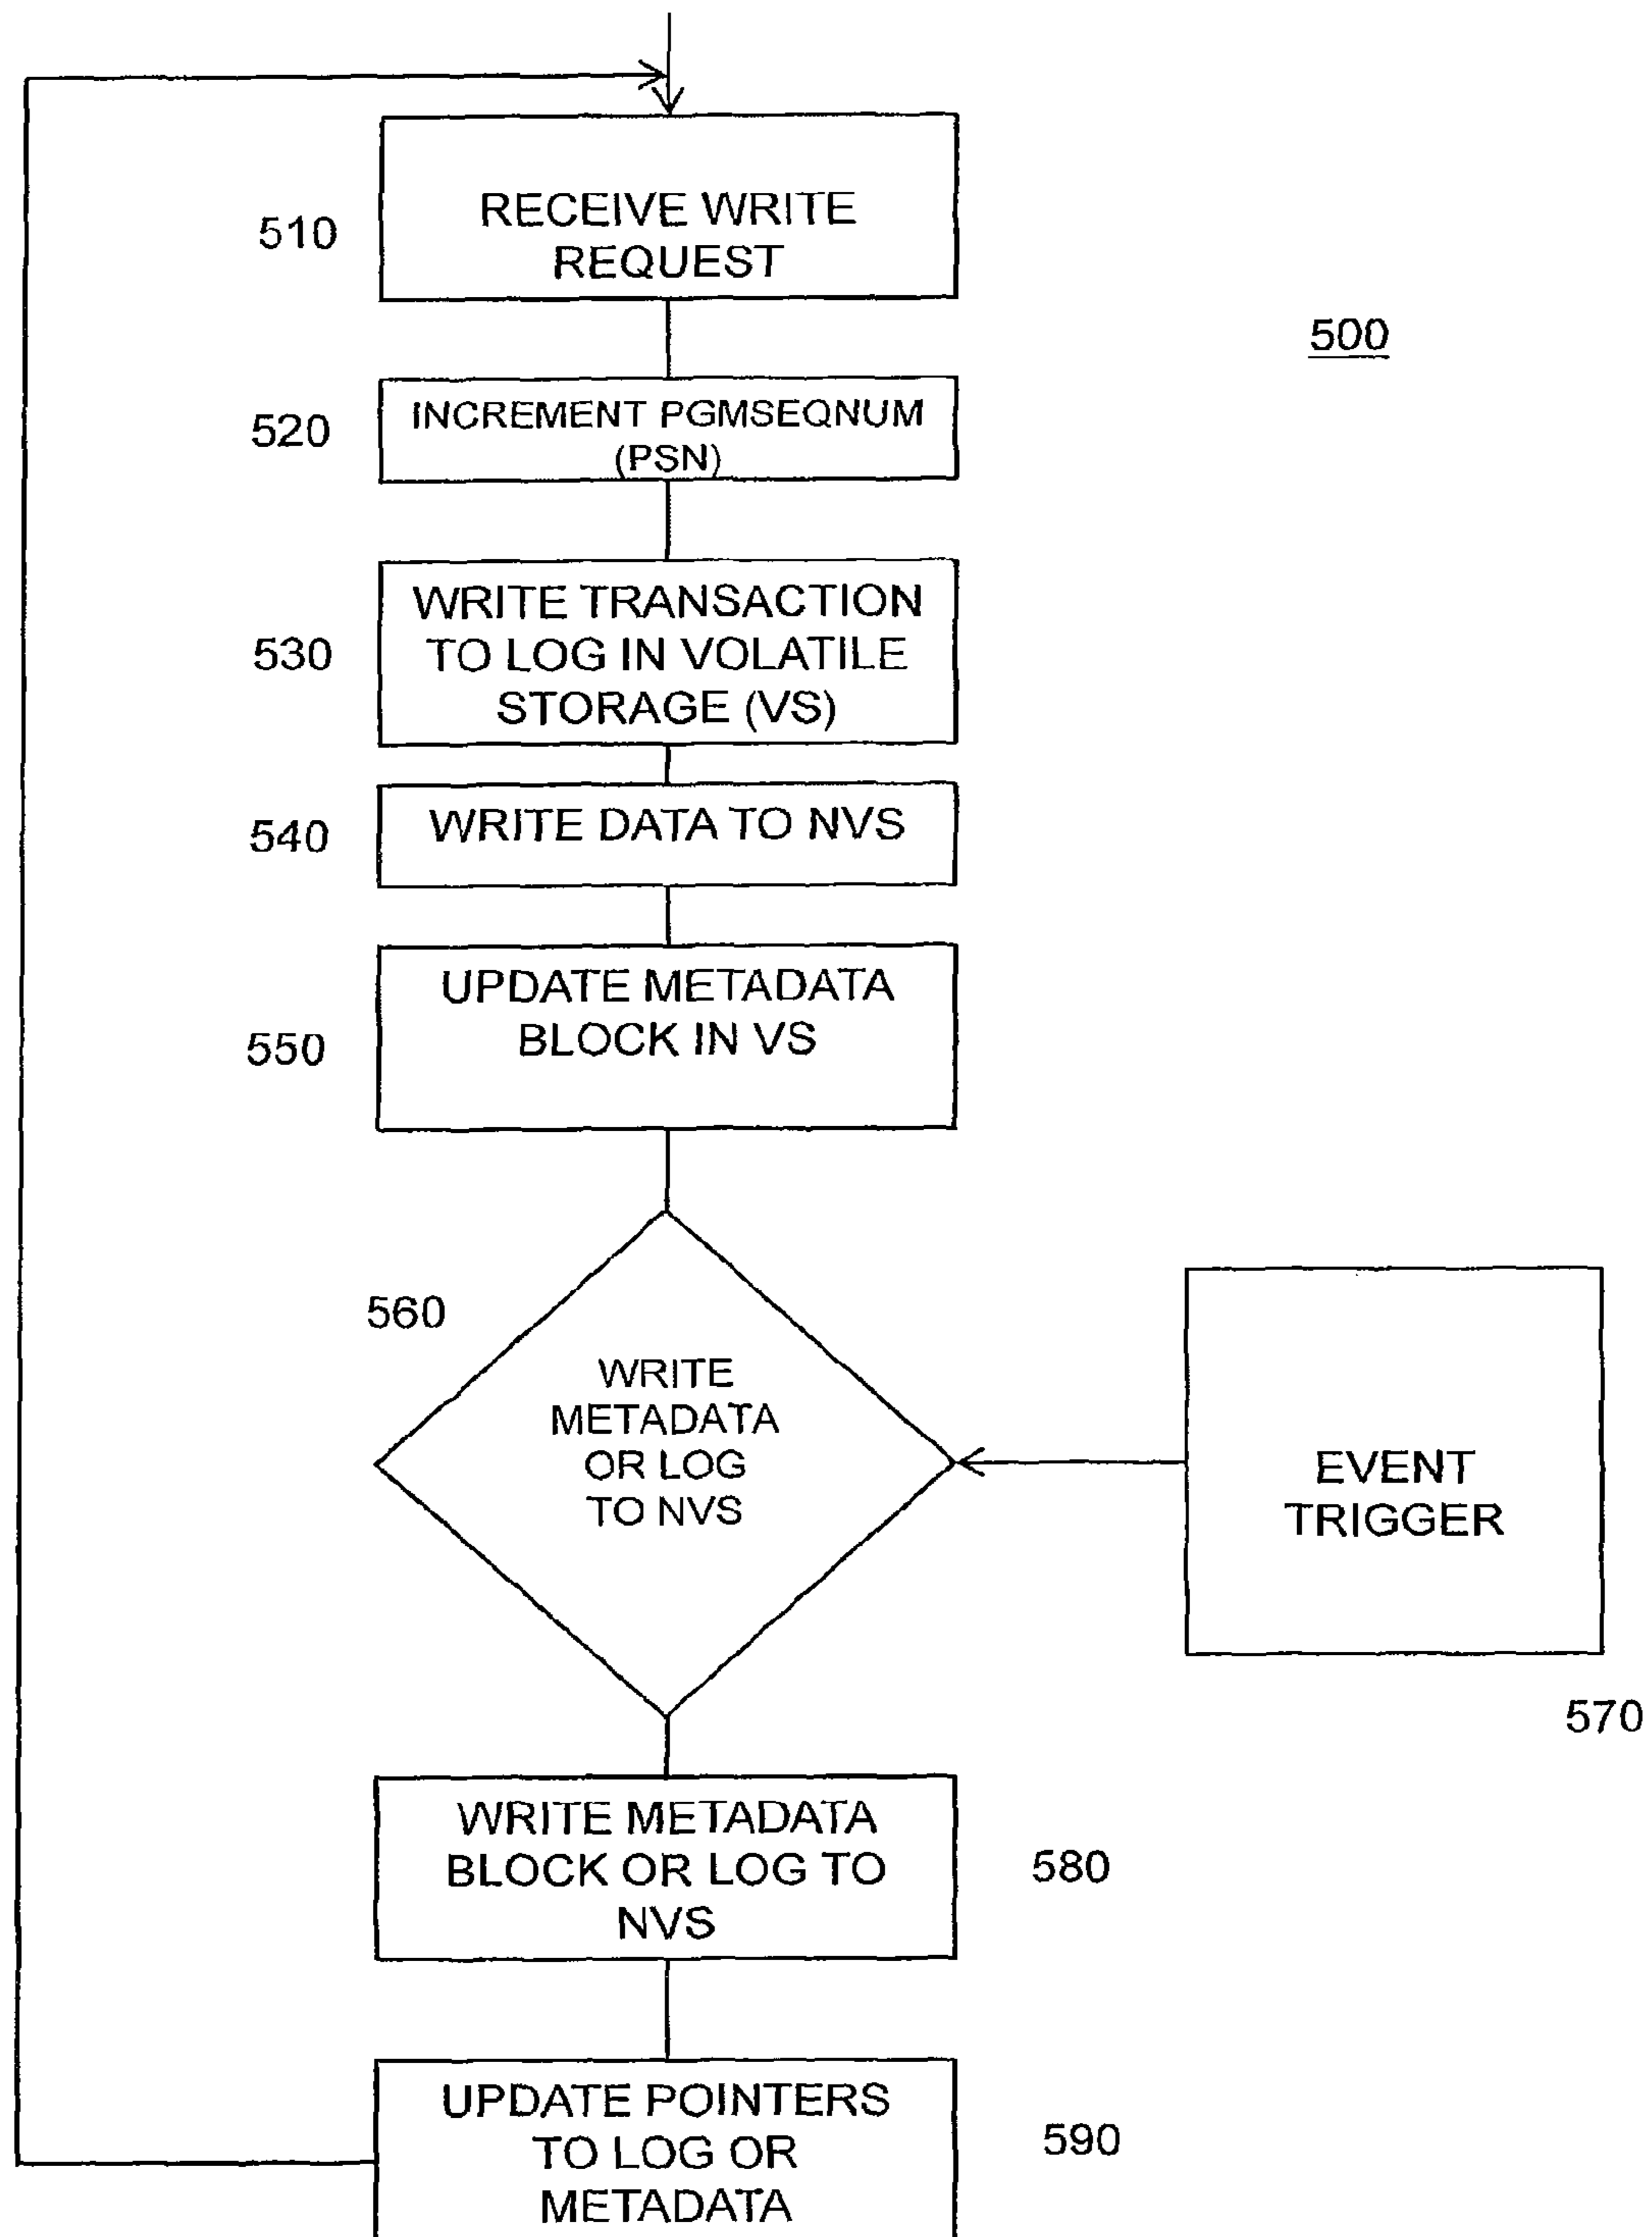 510
RECEIVE WRITE
REQUEST
500
520
INCREMENT PGMSEQNUM
(PSN)
530
WRITE TRANSACTION
TO LOG IN VOLATILE
STORAGE (VS)
540
WRITE DATA TO NVS
550
UPDATE METADATA
BLOCK IN VS
560
WRITE
METADATA
OR LOG
TO NVS
EVENT
TRIGGER
570
WRITE METADATA
BLOCK OR LOG TO
NVS
580
UPDATE POINTERS
TO LOG OR
METADATA
590